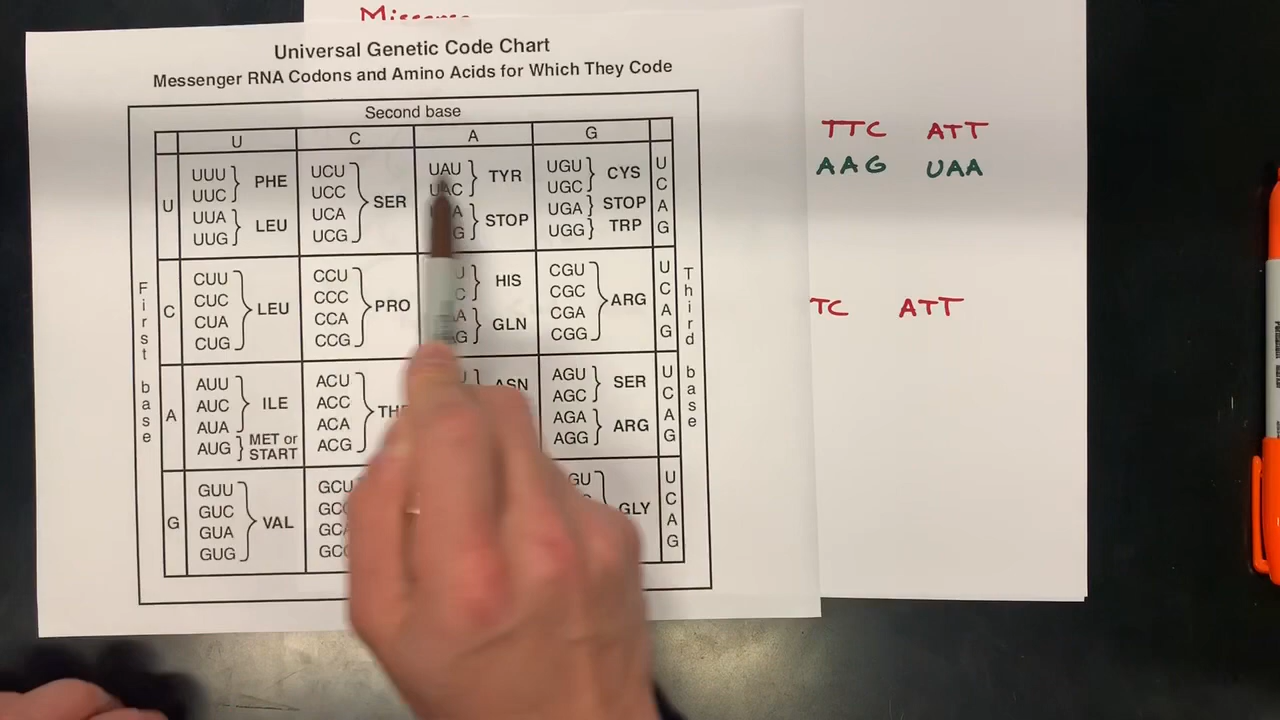 Missense
Universal Genetic Code Chart
Messenger RNA Codons and Amino Acids for Which They Code
Second base
U C A G
First base
Third base
U
UUU
UUC
PHE
UUA
UUG
LEU
UCU
UCC
UCA
UCG
SER
UAU
UAC
TYR
STOP
UGU
UGC
CYS
UGA
STOP
UGG
TRP
U
C
A
G
C
CUU
CUC
CUA
CUG
LEU
CCU
CCC
CCA
CCG
PRO
HIS
GLN
CGU
CGC
CGA
CGG
ARG
U
C
A
G
A
AUU
AUC
AUA
ILE
AUG
MET or
START
ACU
ACC
ACA
ACG
ASN
AGU
AGC
SER
AGA
AGG
ARG
U
C
A
G
G
GUU
GUC
GUA
GUG
VAL
GCU
GLY
U
C
A
G
TTC ATT
AAG UAA
TC ATT